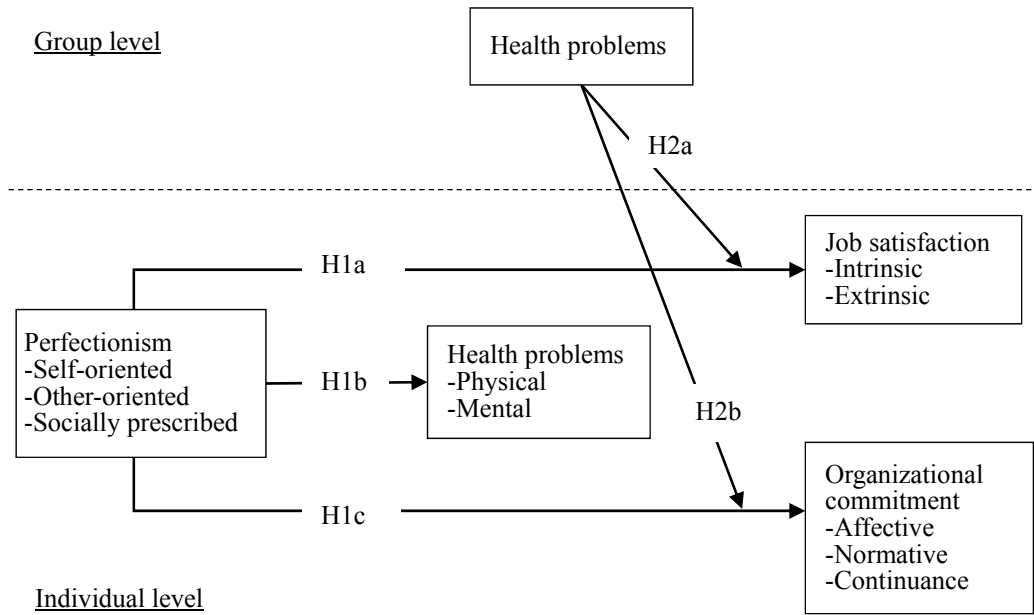 Group level
Health problems
H2a
Job satisfaction
-Intrinsic
-Extrinsic
H1a
Perfectionism
-Self-oriented
-Other-oriented
-Socially prescribed
H1b
Health problems
-Physical
-Mental
H2b
Organizational
commitment
-Affective
-Normative
-Continuance
H1c
Individual level